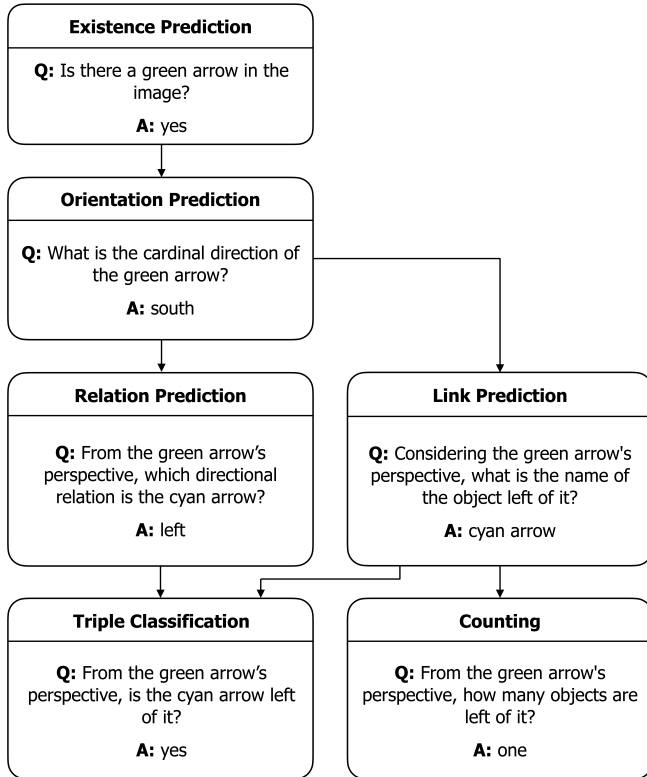 Existence Prediction
Q: Is there a green arrow in the
image?
A: yes
Orientation Prediction
Q: What is the cardinal direction of
the green arrow?
A: south
Relation Prediction
Q: From the green arrow’s
perspective, which directional
relation is the cyan arrow?
A: left
Link Prediction
Q: Considering the green arrow's
perspective, what is the name of
the object left of it?
A: cyan arrow
Triple Classification
Q: From the green arrow’s
perspective, is the cyan arrow left
of it?
A: yes
Counting
Q: From the green arrow's
perspective, how many objects are
left of it?
A: one